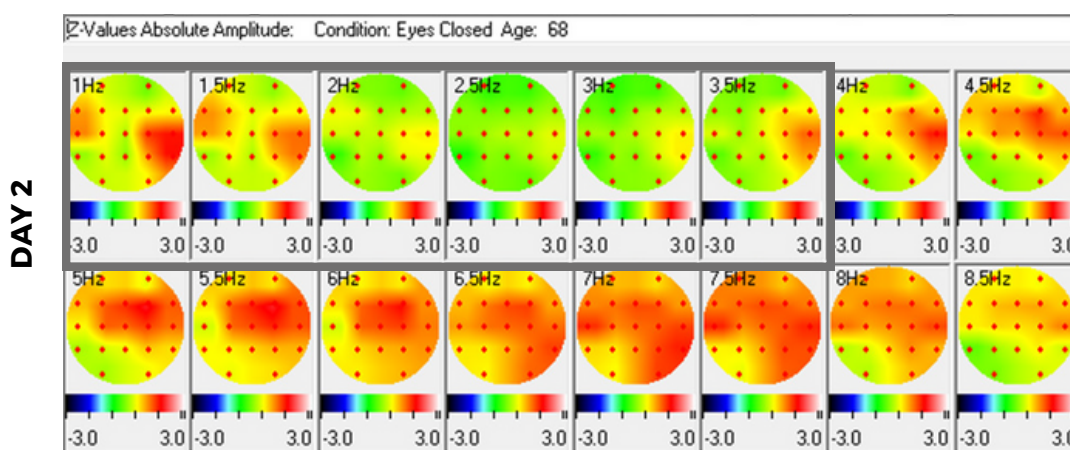 Z-Values Absolute Amplitude: Condition: Eyes Closed Age: 68
DAY 2
1Hz 1.5Hz 2Hz 2.5Hz 3Hz 3.5Hz 4Hz 4.5Hz
-3.0 3.0 -3.0 3.0 -3.0 3.0 -3.0 3.0 -3.0 3.0 -3.0 3.0 -3.0 3.0 -3.0 3.0
5Hz 5.5Hz 6Hz 6.5Hz 7Hz 7.5Hz 8Hz 8.5Hz
-3.0 3.0 -3.0 3.0 -3.0 3.0 -3.0 3.0 -3.0 3.0 -3.0 3.0 -3.0 3.0 -3.0 3.0